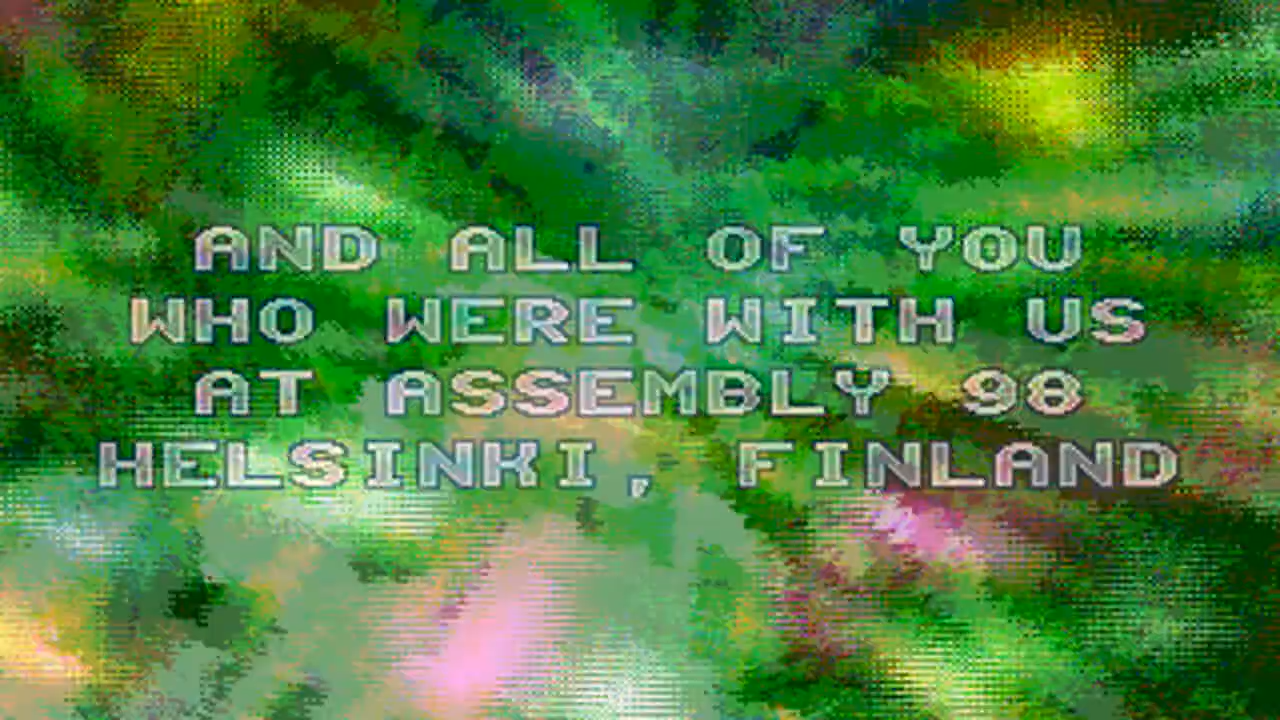 AND ALL OF YOU
WHO WERE WITH US
AT ASSEMBLY 98
HELSINKI, FINLAND